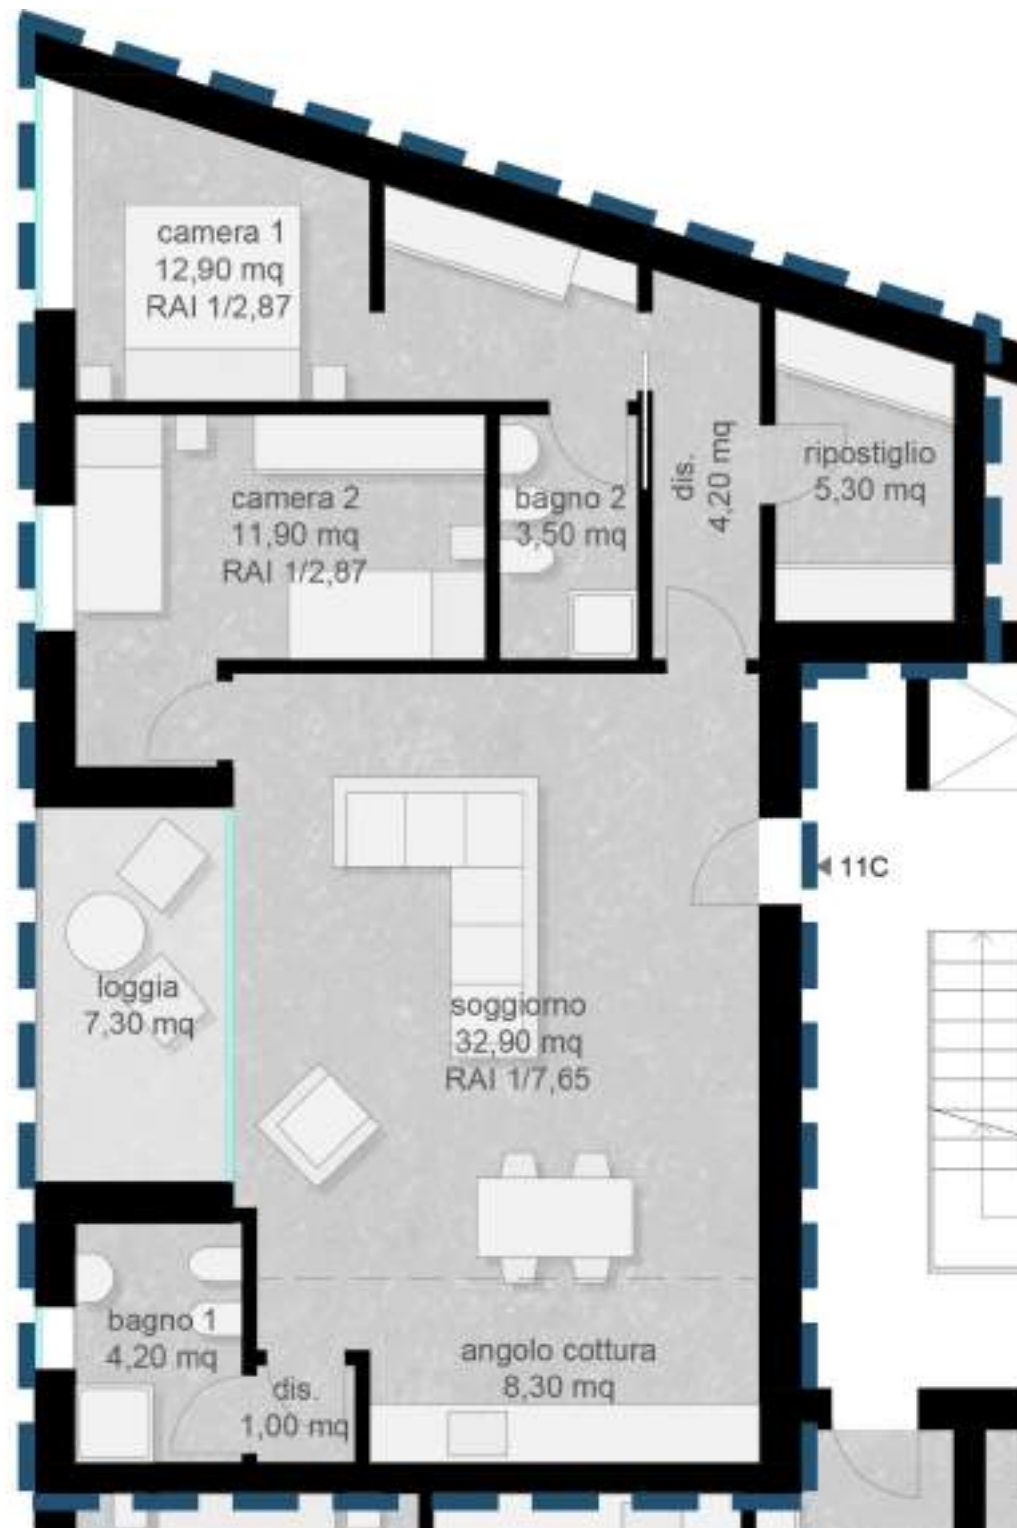 camera 1
12,90 mq
RAI 1/2,87
camera 2
11,90 mq
RAI 1/2,87
bagno 2
3,50 mq
dis.
4,20 mq
ripostiglio
5,30 mq
11C
loggia
7,30 mq
soggiorno
32,90 mq
RAI 1/7,65
bagno 1
4,20 mq
dis.
1,00 mq
angolo cottura
8,30 mq